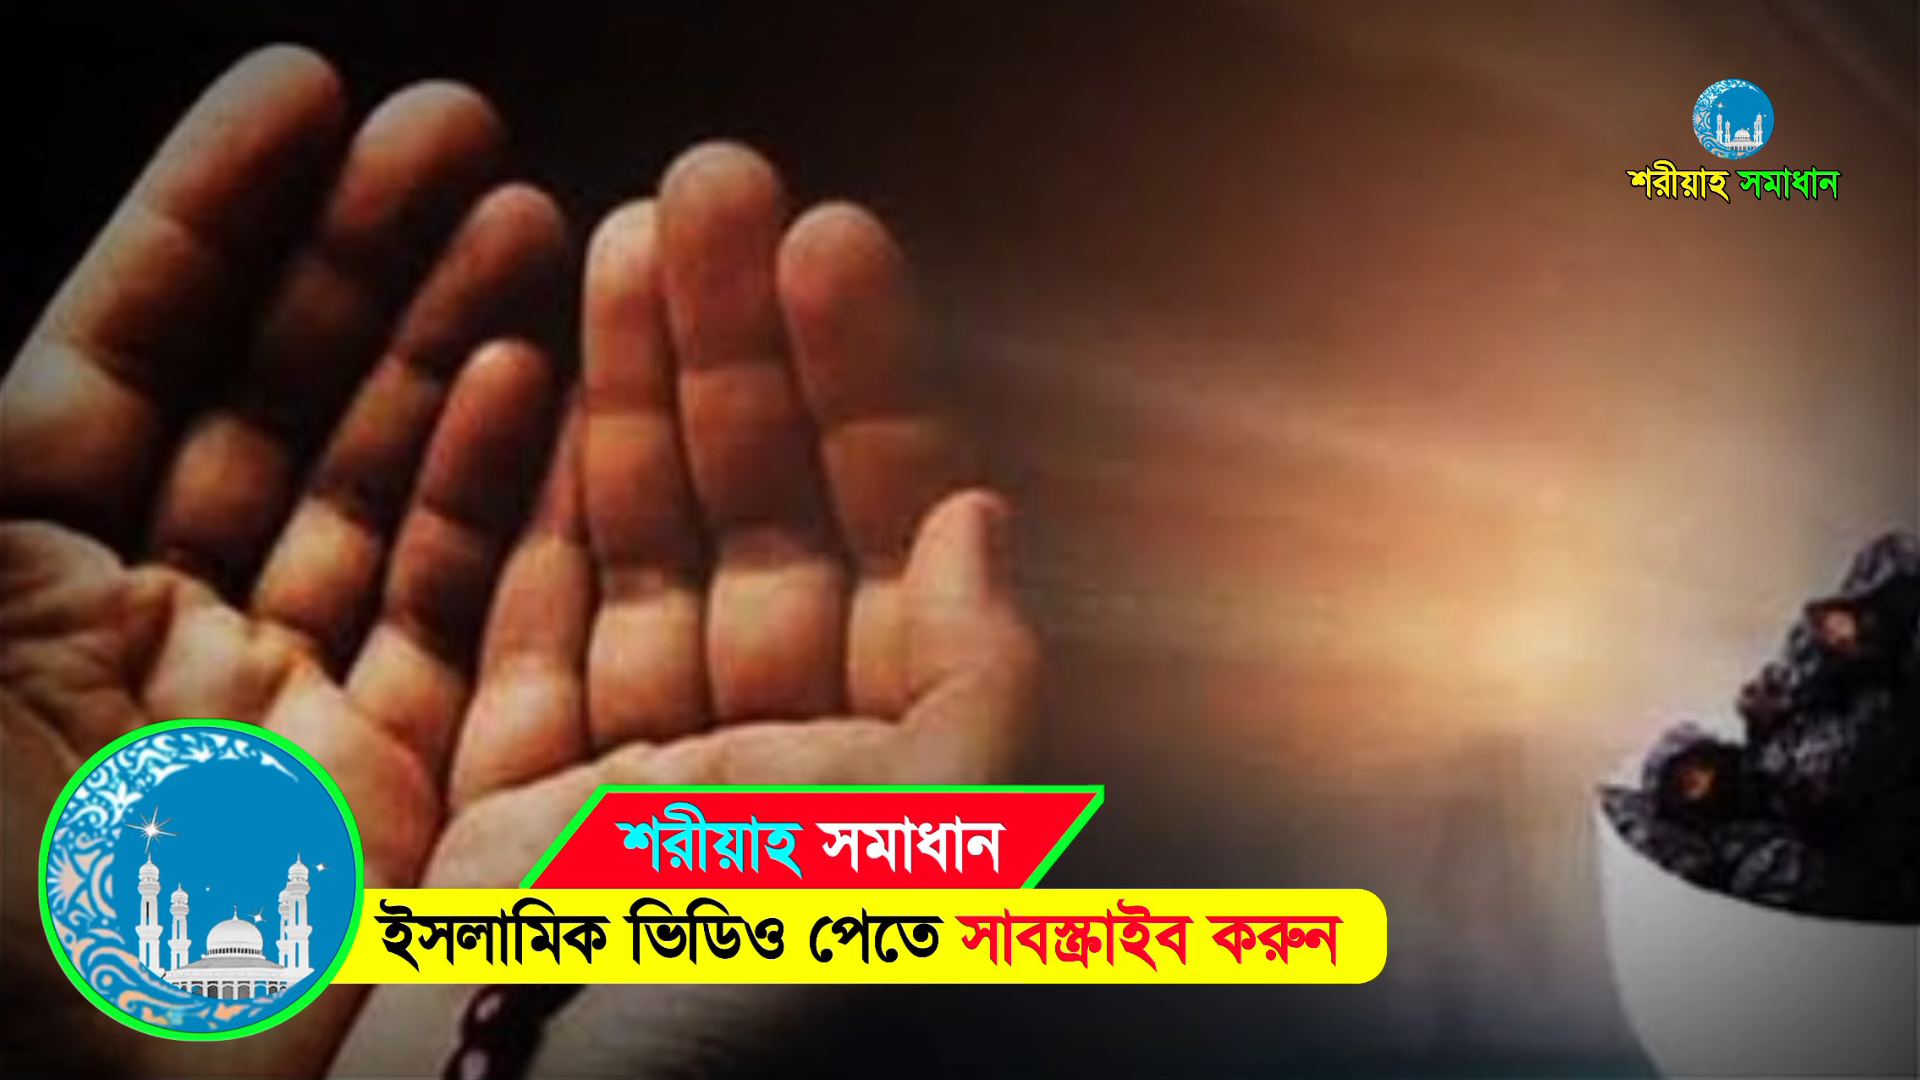 শরীয়াহ সমাধান
শরীয়াহ সমাধান
ইসলামিক ভিডিও পেতে সাবস্ক্রাইব করুন